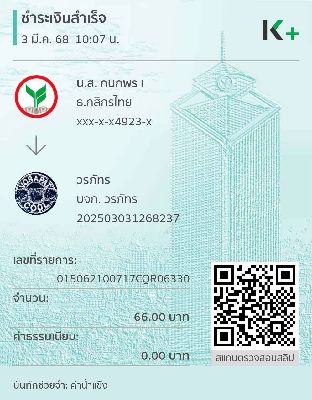 ชำระเงินสำเร็จ
3 มี.ค. 68 10:07 น.
K+
น.ส. กนกพร เ
ธ.กสิกรไทย
xxx-x-x4923-x
วรภัทร
บจก. วรภัทร
202503031268237
เลขที่รายการ:
015062100717CQR06330
จำนวน:
66.00 บาท
ค่าธรรมเนียม:
0.00 บาท
สแกนตรวจสอบสลิป
บันทึกช่วยจำ: ค่าน้ำแข็ง